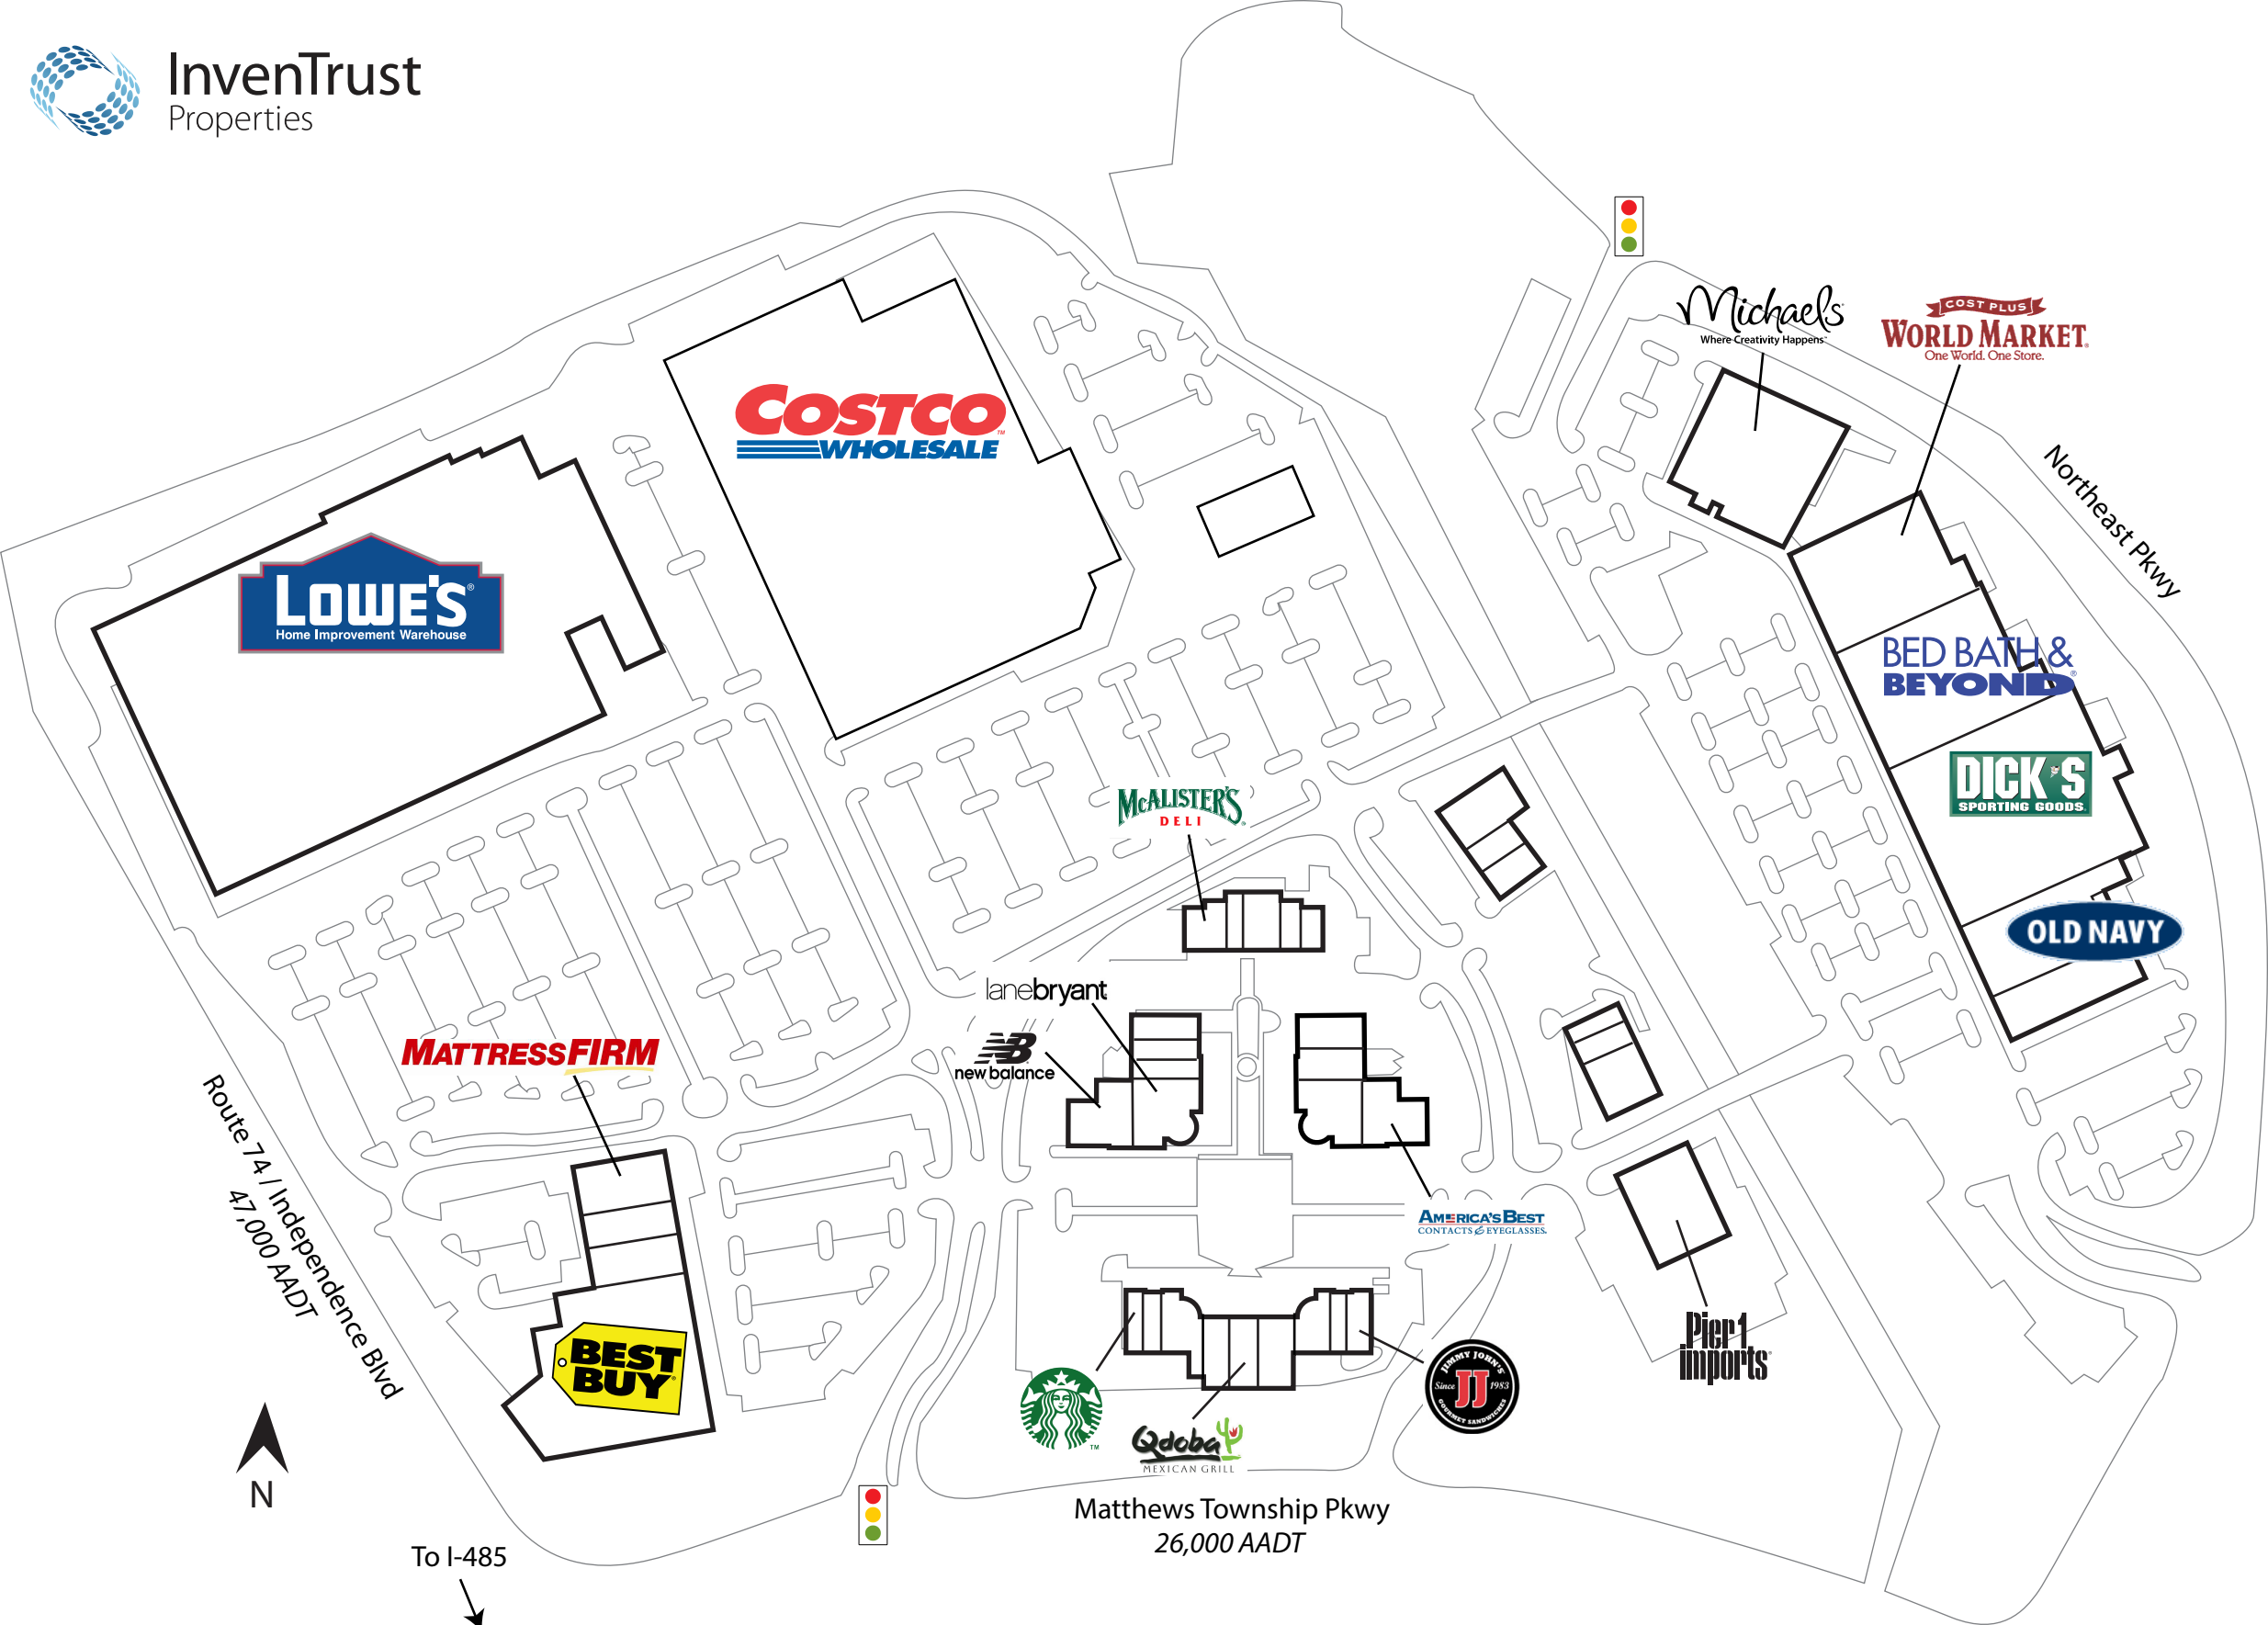 InvenTrust
Properties
Michaels
Where Creativity Happens™
COST PLUS
WORLD MARKET®
One World. One Store.
COSTCO
WHOLESALE
Northeast Pkwy
LOWE'S®
Home Improvement Warehouse
BED BATH &
BEYOND®
DICK'S
SPORTING GOODS
McALISTER'S
DELI
OLD NAVY
lanebryant
new balance
MATTRESSFIRM
Route 74 / Independence Blvd
47,000 AADT
AMERICA'S BEST
CONTACTS & EYEGLASSES.
Pier 1
imports®
BEST
BUY®
JIMMY JOHN'S
Since JJ 1983
GOURMET SANDWICHES
™
Qdoba
MEXICAN GRILL
N
Matthews Township Pkwy
26,000 AADT
To I-485